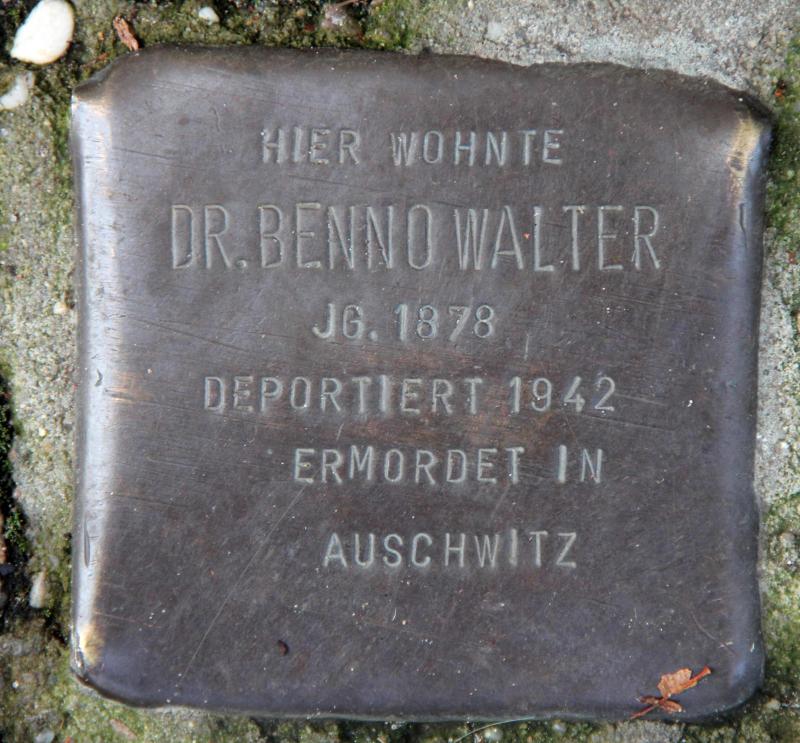 HIER WOHNTE
DR. BENNO WALTER
JG. 1878
DEPORTIERT 1942
ERMORDET IN
AUSCHWITZ